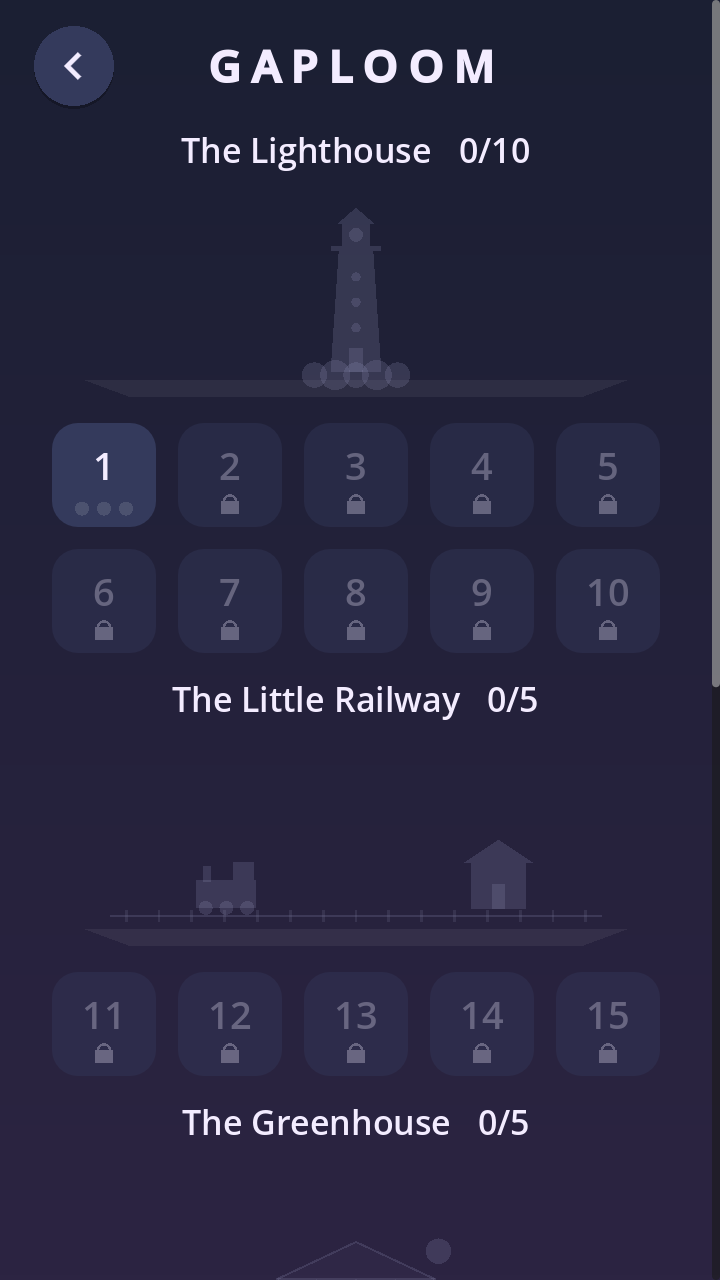 GAPLOOM
The Lighthouse 0/10
1 2 3 4 5
6 7 8 9 10
The Little Railway 0/5
11 12 13 14 15
The Greenhouse 0/5